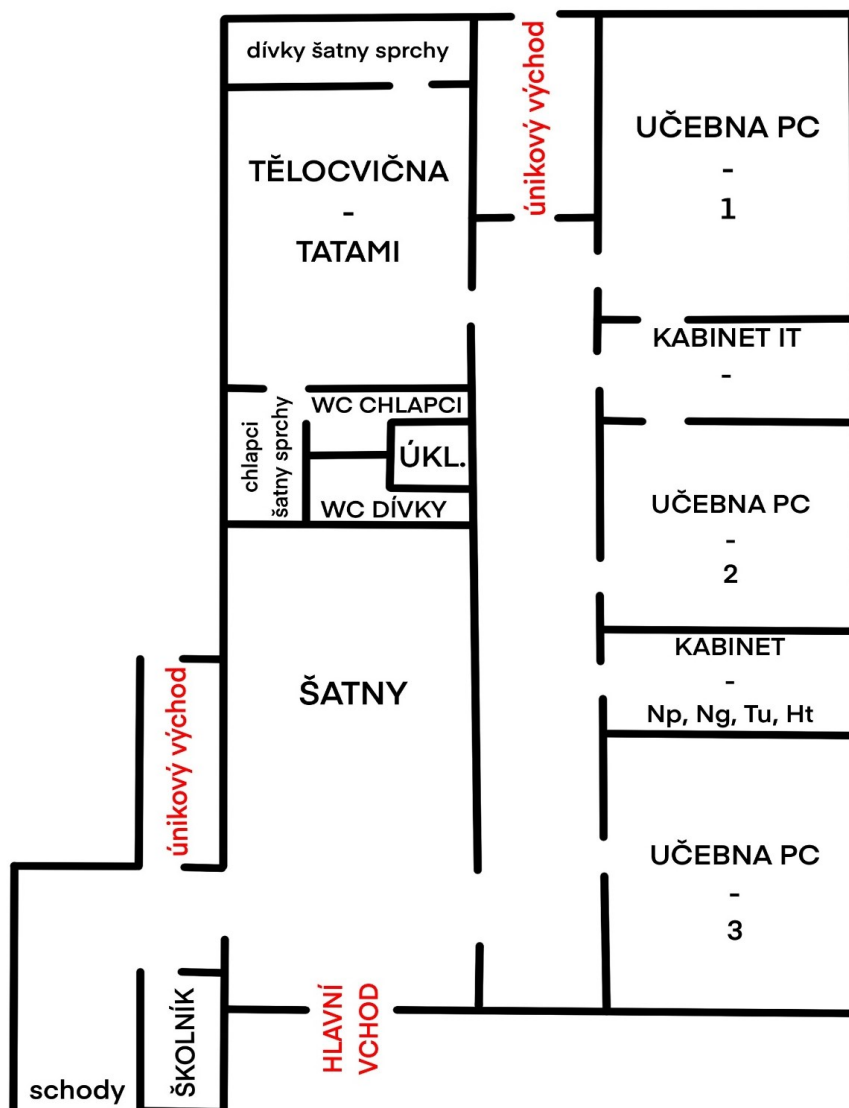 dívky šatny sprchy
únikový východ
UČEBNA PC
-
1
TĚLOCVIČNA
-
TATAMI
KABINET IT
-
WC CHLAPCI
chlapci
šatny sprchy
ÚKL.
WC DÍVKY
UČEBNA PC
-
2
KABINET
-
Np, Ng, Tu, Ht
ŠATNY
únikový východ
UČEBNA PC
-
3
HLAVNÍ
VCHOD
ŠKOLNÍK
schody